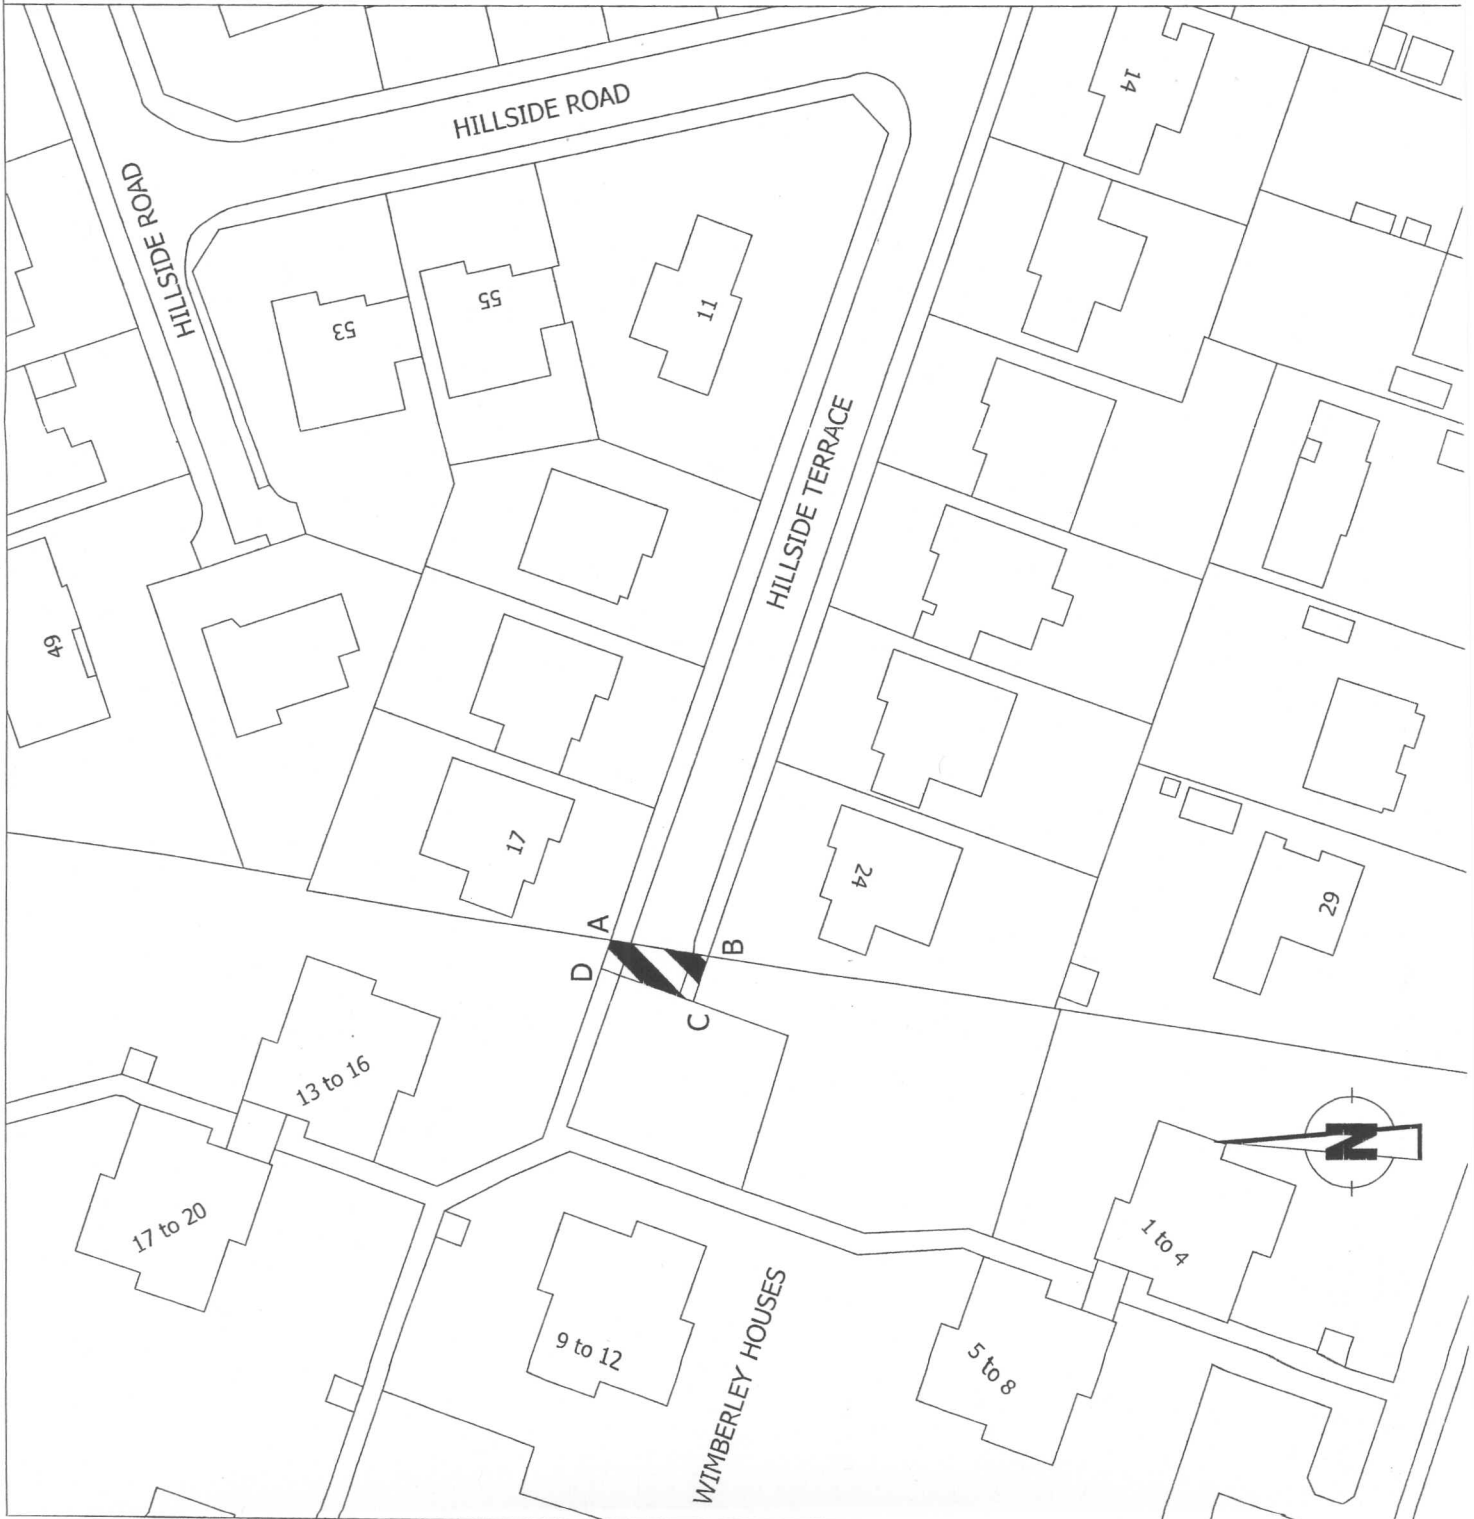 14
HILLSIDE ROAD
HILLSIDE ROAD
53
55
11
HILLSIDE TERRACE
49
17
24
29
A
B
D
C
13 to 16
N
17 to 20
1 to 4
9 to 12
5 to 8
WIMBERLEY HOUSES